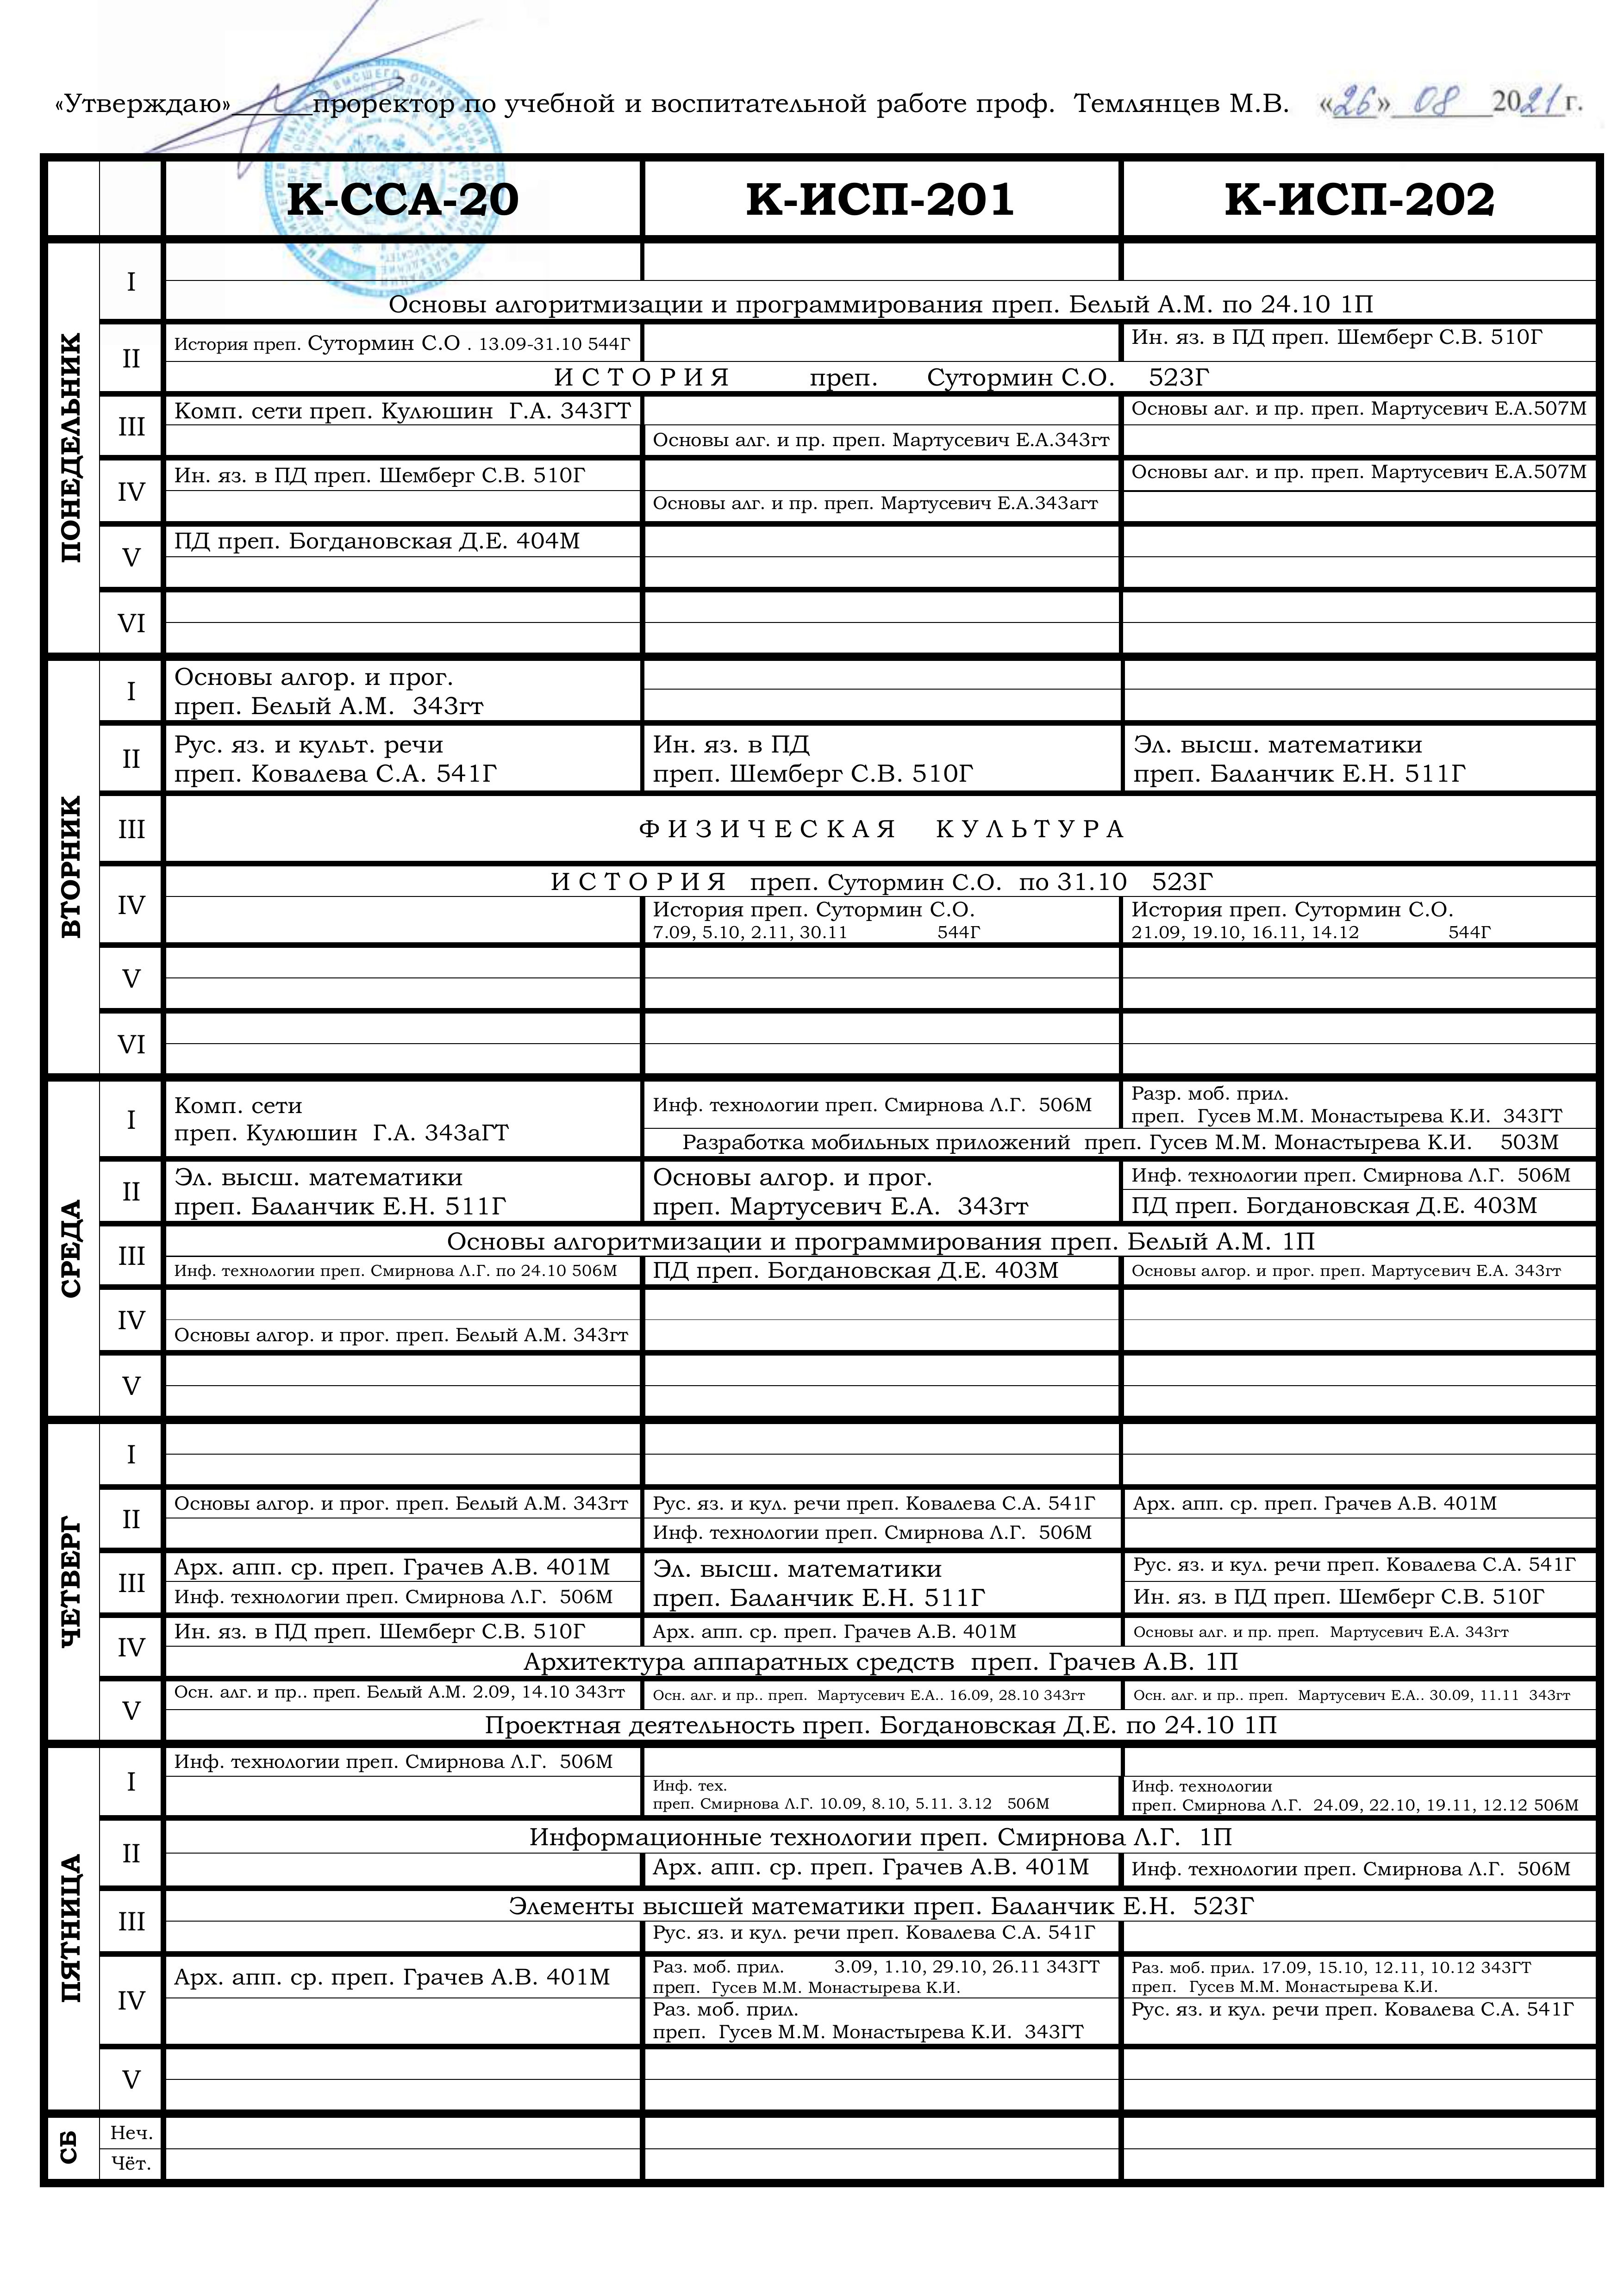 «Утверждаю»______проректор по учебной и воспитательной работе проф. Темлянцев М.В. «26» 08 2021г.
К-ССА-20 К-ИСП-201 К-ИСП-202
ПОНЕДЕЛЬНИК
I
Основы алгоритмизации и программирования преп. Белый А.М. по 24.10 1П
II
История преп. Сутормин С.О . 13.09-31.10 544Г
Ин. яз. в ПД преп. Шемберг С.В. 510Г
И С Т О Р И Я преп. Сутормин С.О. 523Г
III
Комп. сети преп. Кулюшин Г.А. 343ГТ
Основы алг. и пр. преп. Мартусевич Е.А.507М
Основы алг. и пр. преп. Мартусевич Е.А.343гт
IV
Ин. яз. в ПД преп. Шемберг С.В. 510Г
Основы алг. и пр. преп. Мартусевич Е.А.507М
Основы алг. и пр. преп. Мартусевич Е.А.343агт
V
ПД преп. Богдановская Д.Е. 404М
VI
ВТОРНИК
I
Основы алгор. и прог.
преп. Белый А.М. 343гт
II
Рус. яз. и культ. речи
преп. Ковалева С.А. 541Г
Ин. яз. в ПД
преп. Шемберг С.В. 510Г
Эл. высш. математики
преп. Баланчик Е.Н. 511Г
III
Ф И З И Ч Е С К А Я К У Л Ь Т У Р А
IV
И С Т О Р И Я преп. Сутормин С.О. по 31.10 523Г
История преп. Сутормин С.О.
7.09, 5.10, 2.11, 30.11 544Г
История преп. Сутормин С.О.
21.09, 19.10, 16.11, 14.12 544Г
V
VI
СРЕДА
I
Комп. сети
преп. Кулюшин Г.А. 343аГТ
Инф. технологии преп. Смирнова Л.Г. 506М
Разр. моб. прил.
преп. Гусев М.М. Монастырева К.И. 343ГТ
Разработка мобильных приложений преп. Гусев М.М. Монастырева К.И. 503М
II
Эл. высш. математики
преп. Баланчик Е.Н. 511Г
Основы алгор. и прог.
преп. Мартусевич Е.А. 343гт
Инф. технологии преп. Смирнова Л.Г. 506М
ПД преп. Богдановская Д.Е. 403М
III
Основы алгоритмизации и программирования преп. Белый А.М. 1П
Инф. технологии преп. Смирнова Л.Г. по 24.10 506М
ПД преп. Богдановская Д.Е. 403М
Основы алгор. и прог. преп. Мартусевич Е.А. 343гт
IV
Основы алгор. и прог. преп. Белый А.М. 343гт
V
ЧЕТВЕРГ
I
II
Основы алгор. и прог. преп. Белый А.М. 343гт
Рус. яз. и кул. речи преп. Ковалева С.А. 541Г
Арх. апп. ср. преп. Грачев А.В. 401М
Инф. технологии преп. Смирнова Л.Г. 506М
III
Арх. апп. ср. преп. Грачев А.В. 401М
Инф. технологии преп. Смирнова Л.Г. 506М
Эл. высш. математики
преп. Баланчик Е.Н. 511Г
Рус. яз. и кул. речи преп. Ковалева С.А. 541Г
Ин. яз. в ПД преп. Шемберг С.В. 510Г
IV
Ин. яз. в ПД преп. Шемберг С.В. 510Г
Арх. апп. ср. преп. Грачев А.В. 401М
Основы алг. и пр. преп. Мартусевич Е.А. 343гт
Архитектура аппаратных средств преп. Грачев А.В. 1П
V
Осн. алг. и пр.. преп. Белый А.М. 2.09, 14.10 343гт
Осн. алг. и пр.. преп. Мартусевич Е.А.. 16.09, 28.10 343гт
Осн. алг. и пр.. преп. Мартусевич Е.А.. 30.09, 11.11 343гт
Проектная деятельность преп. Богдановская Д.Е. по 24.10 1П
ПЯТНИЦА
I
Инф. технологии преп. Смирнова Л.Г. 506М
Инф. тех.
преп. Смирнова Л.Г. 10.09, 8.10, 5.11. 3.12 506М
Инф. технологии
преп. Смирнова Л.Г. 24.09, 22.10, 19.11, 12.12 506М
II
Информационные технологии преп. Смирнова Л.Г. 1П
Арх. апп. ср. преп. Грачев А.В. 401М
Инф. технологии преп. Смирнова Л.Г. 506М
III
Элементы высшей математики преп. Баланчик Е.Н. 523Г
Рус. яз. и кул. речи преп. Ковалева С.А. 541Г
IV
Арх. апп. ср. преп. Грачев А.В. 401М
Раз. моб. прил. 3.09, 1.10, 29.10, 26.11 343ГТ
преп. Гусев М.М. Монастырева К.И.
Раз. моб. прил. 17.09, 15.10, 12.11, 10.12 343ГТ
преп. Гусев М.М. Монастырева К.И.
Раз. моб. прил.
преп. Гусев М.М. Монастырева К.И. 343ГТ
Рус. яз. и кул. речи преп. Ковалева С.А. 541Г
V
СБ
Неч.
Чёт.